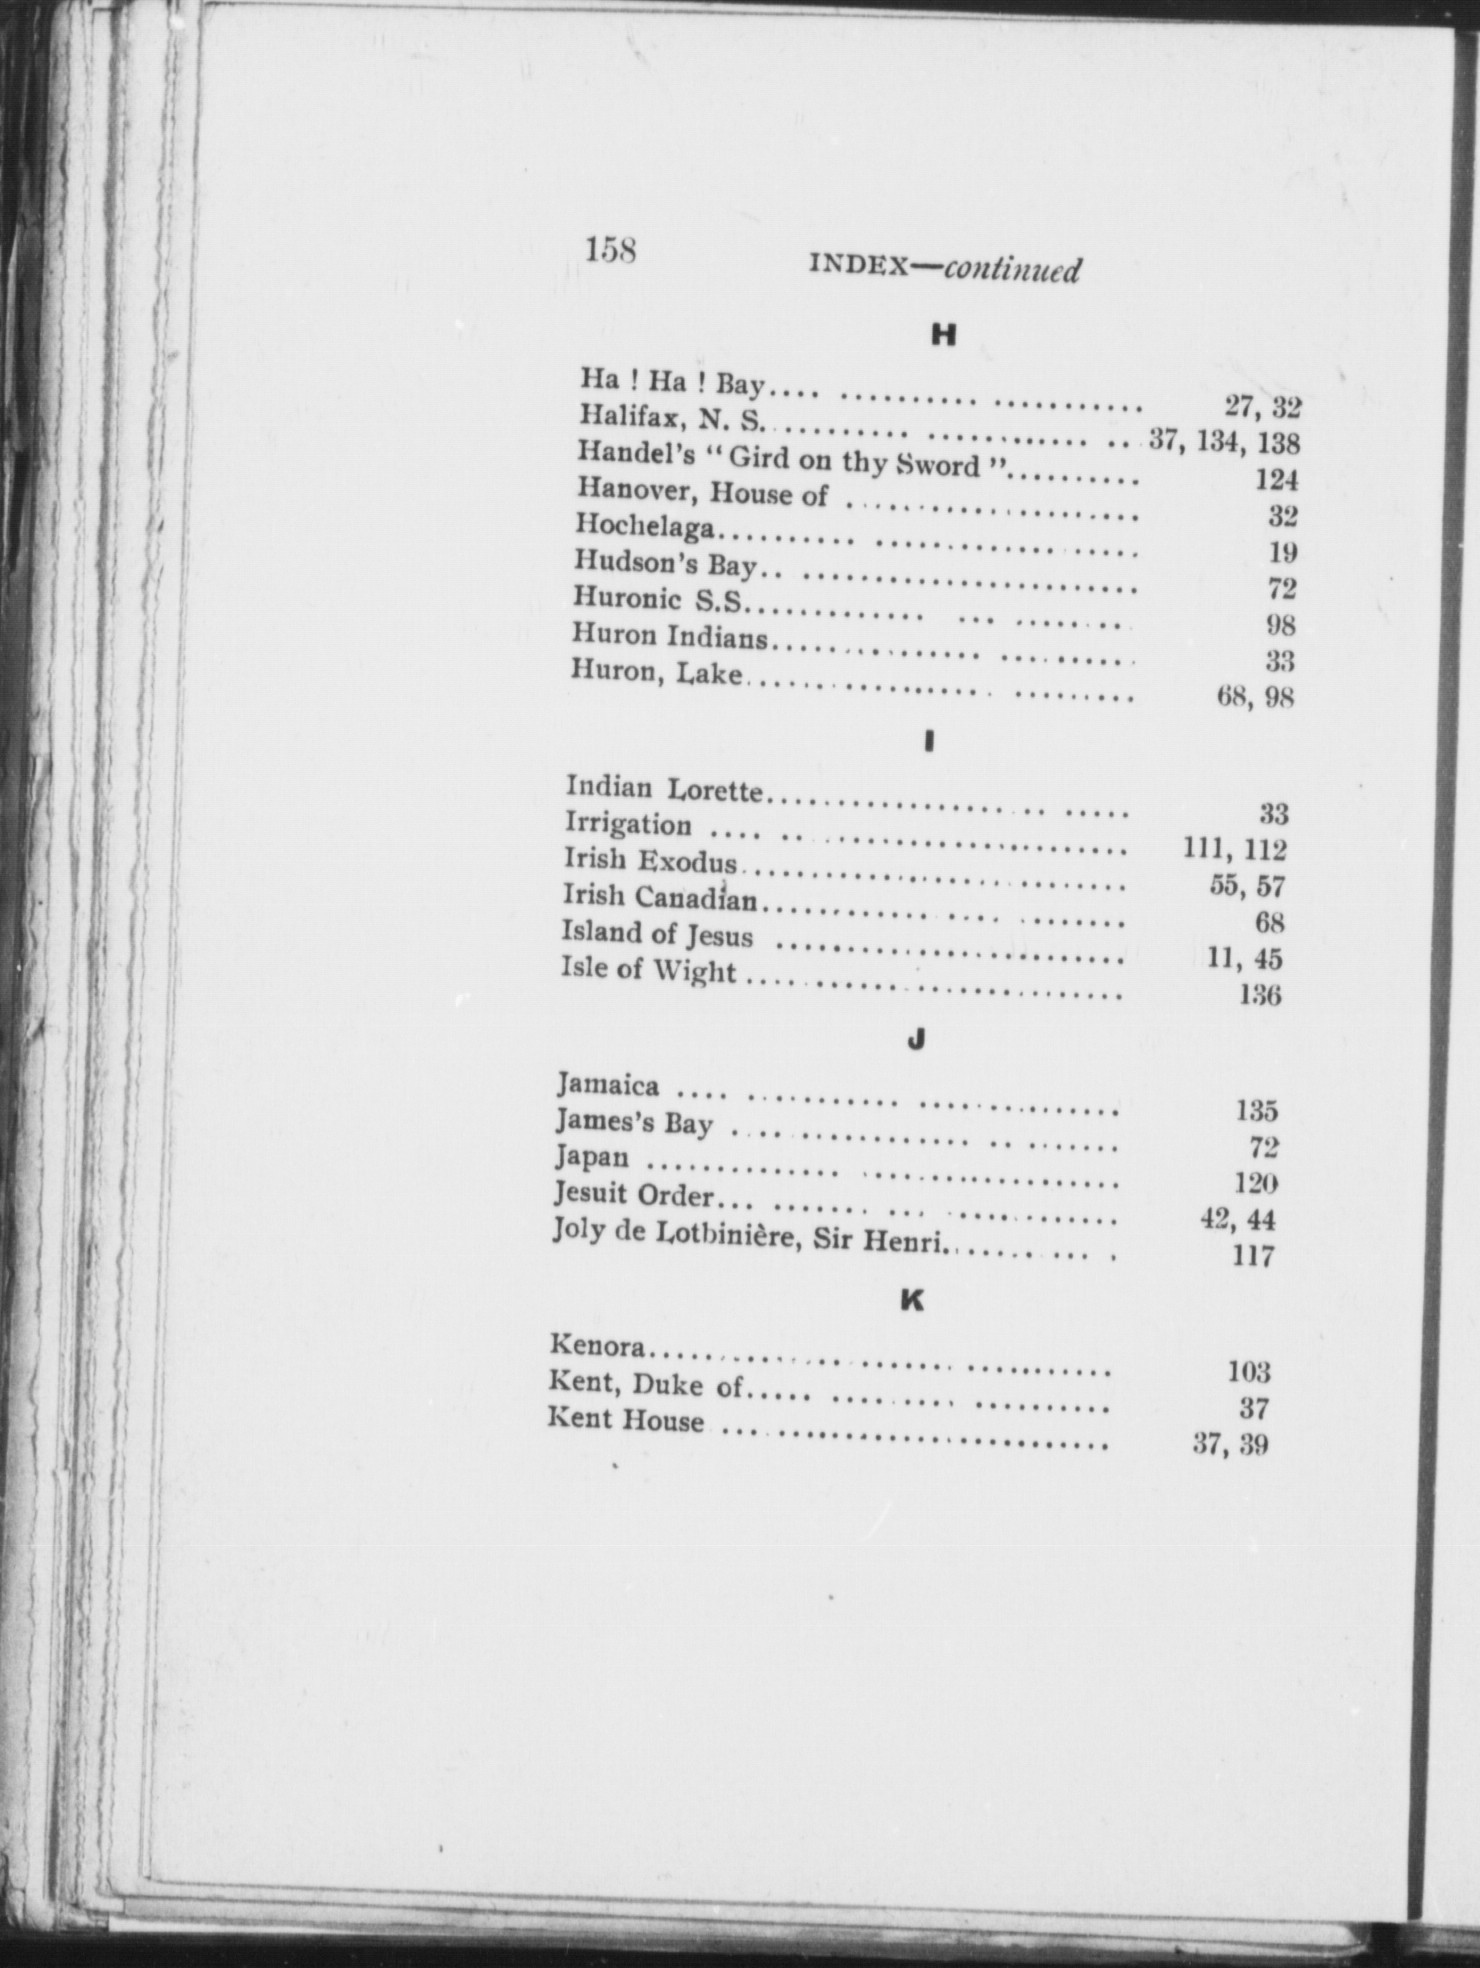 158
INDEX—continued
H
Ha ! Ha ! Bay.... .......... ........... 27, 32
Halifax, N. S........... ............ .. 37, 134, 138
Handel's “Gird on thy Sword ”.......... 124
Hanover, House of ..................... 32
Hochelaga.......... ............. ..... 19
Hudson's Bay.. ........................ 72
Huronic S.S............. ... ........ 98
Huron Indians............... .......... 33
Huron, Lake.................. ......... 68, 98
I
Indian Lorette................. .. ..... 33
Irrigation .... .. ....................... 111, 112
Irish Exodus............................ 55, 57
Irish Canadian............ .... ........ 68
Island of Jesus ......................... 11, 45
Isle of Wight ........................... 136
J
Jamaica .... ........... .............. 135
James's Bay ................. .. ....... 72
Japan .............. ................... 120
Jesuit Order... ....... ... ............ 42, 44
Joly de Lotbinière, Sir Henri.......... ... . 117
K
Kenora..................... ........... 103
Kent, Duke of..... ......... .......... 37
Kent House ............................ 37, 39